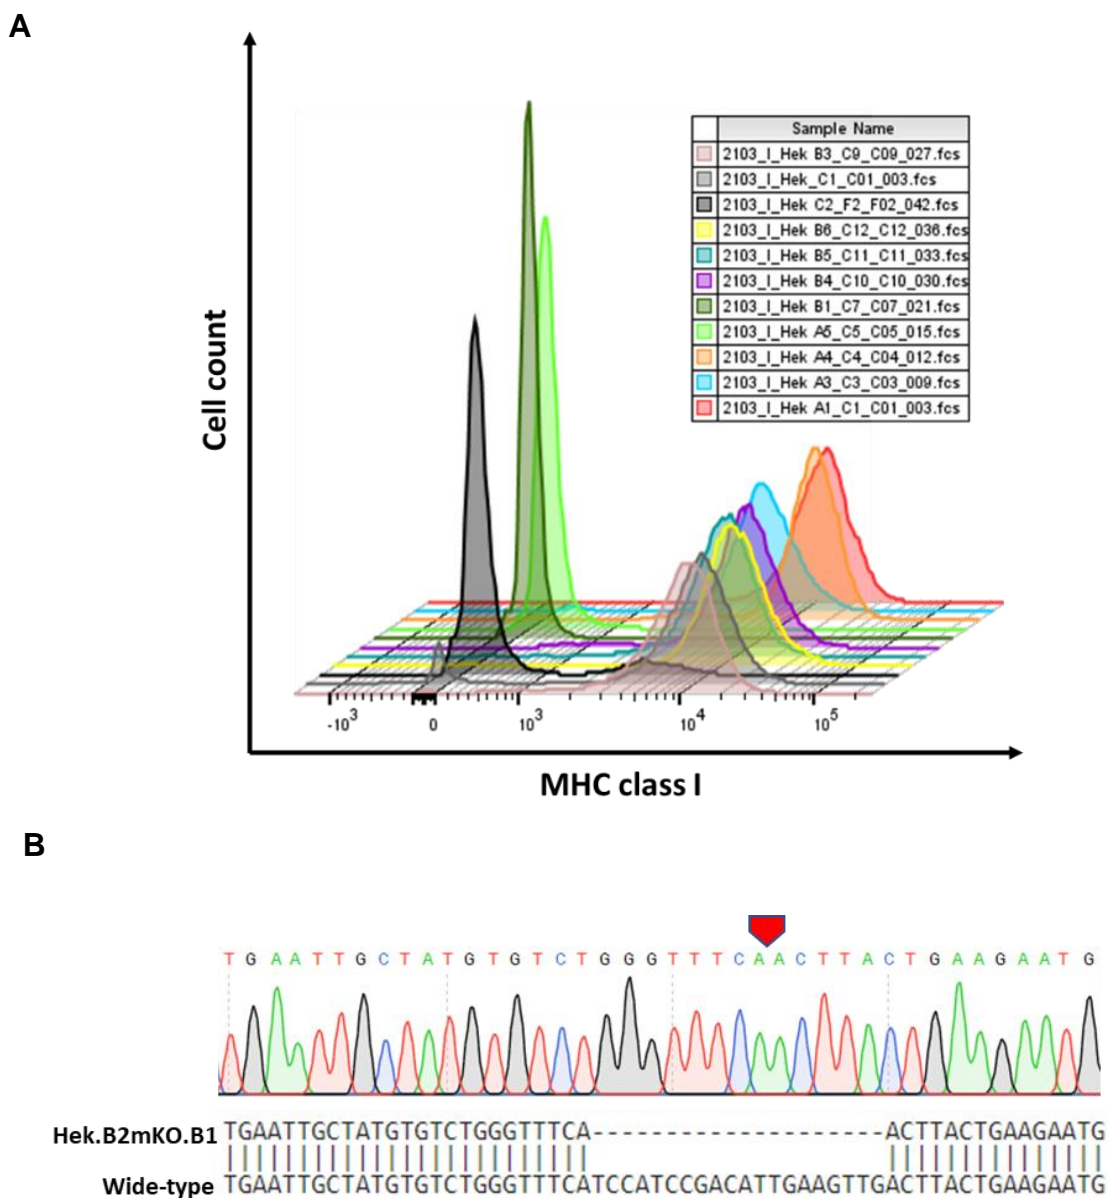 A
Cell count
Sample Name
2103_I_Hek B3_C9_C09_027.fcs
2103_I_Hek_C1_C01_003.fcs
2103_I_Hek C2_F2_F02_042.fcs
2103_I_Hek B6_C12_C12_036.fcs
2103_I_Hek B5_C11_C11_033.fcs
2103_I_Hek B4_C10_C10_030.fcs
2103_I_Hek B1_C7_C07_021.fcs
2103_I_Hek A5_C5_C05_015.fcs
2103_I_Hek A4_C4_C04_012.fcs
2103_I_Hek A3_C3_C03_009.fcs
2103_I_Hek A1_C1_C01_003.fcs
-10³ 0 10³ 10⁴ 10⁵
MHC class I
B
T G A A T T G C T A T G T G T C T G G G T T T C A A C T T A C T G A A G A A T G
Hek.B2mKO.B1 TGAATTGCTATGTGTCTGGGTTTCA--------------------ACTTACTGAAGAATG
Wide-type TGAATTGCTATGTGTCTGGGTTTCATCCATCCGACATTGAAGTTGACTTACTGAAGAATG